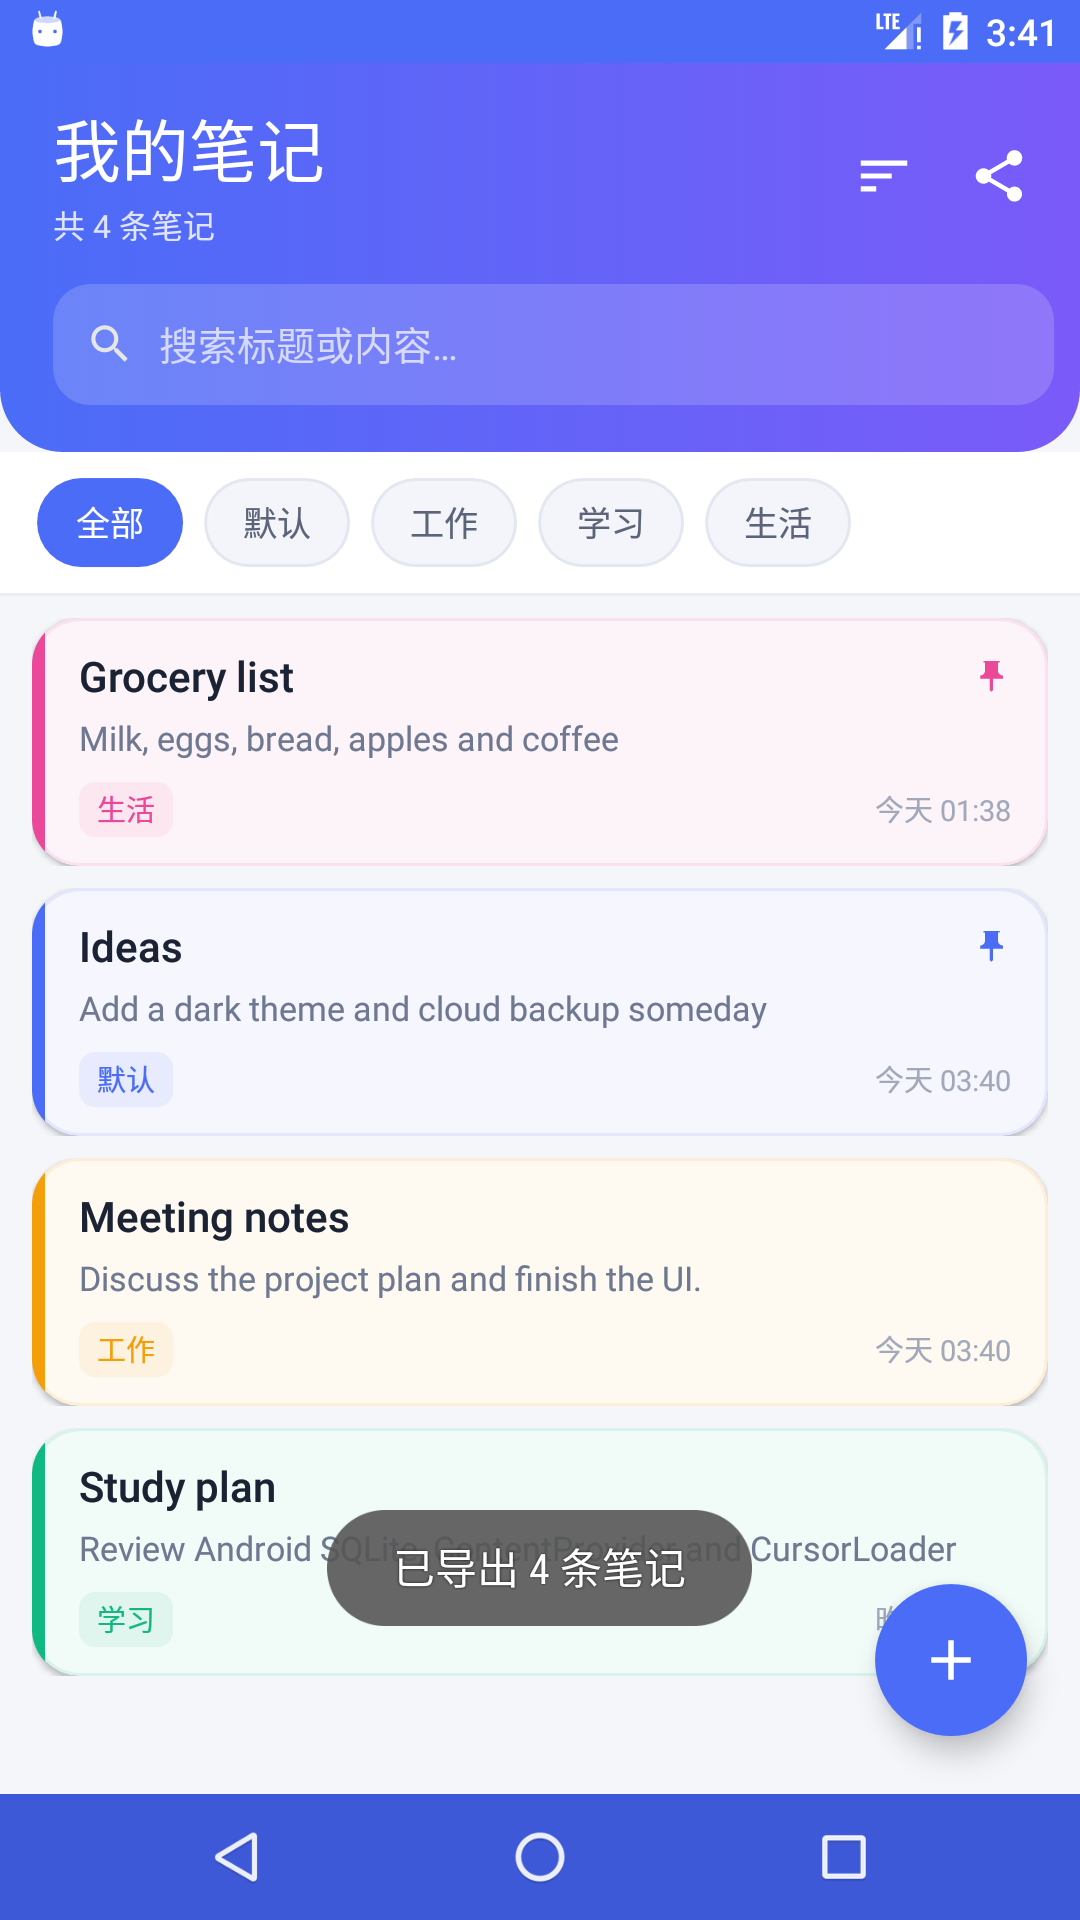 LTE 3:41
我的笔记
共 4 条笔记
搜索标题或内容...
全部 默认 工作 学习 生活
Grocery list
Milk, eggs, bread, apples and coffee
生活 今天 01:38
Ideas
Add a dark theme and cloud backup someday
默认 今天 03:40
Meeting notes
Discuss the project plan and finish the UI.
工作 今天 03:40
Study plan
Review Android SQLite, ContentProvider and CursorLoader
已导出 4 条笔记
学习